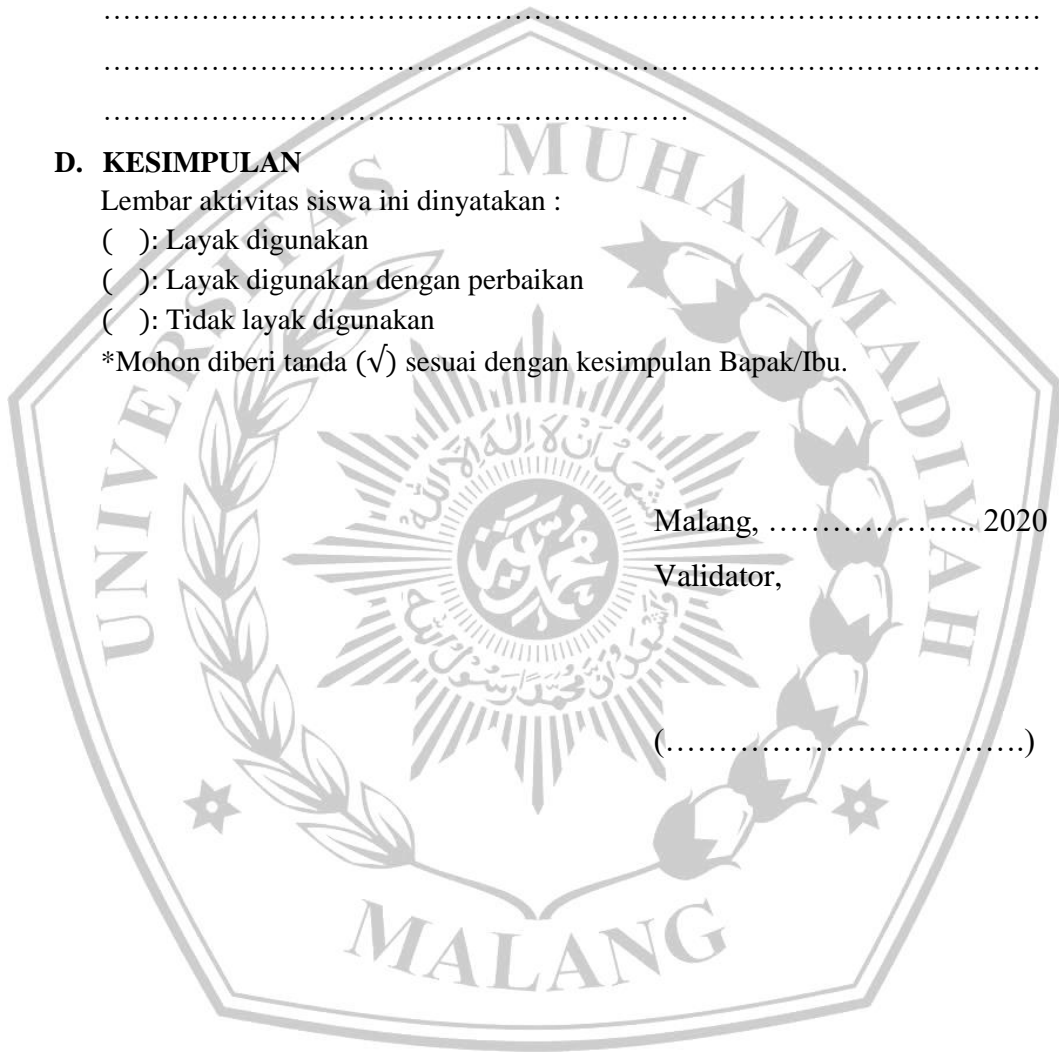 ……………………………………………………………………………………
……………………………………………………………………………………
……………………………………………………
D. KESIMPULAN
Lembar aktivitas siswa ini dinyatakan :
( ): Layak digunakan
( ): Layak digunakan dengan perbaikan
( ): Tidak layak digunakan
*Mohon diberi tanda (√) sesuai dengan kesimpulan Bapak/Ibu.
Malang, ……………….. 2020
Validator,
(…………………………….)
UNIVERSITAS MUHAMMADIYAH
MALANG